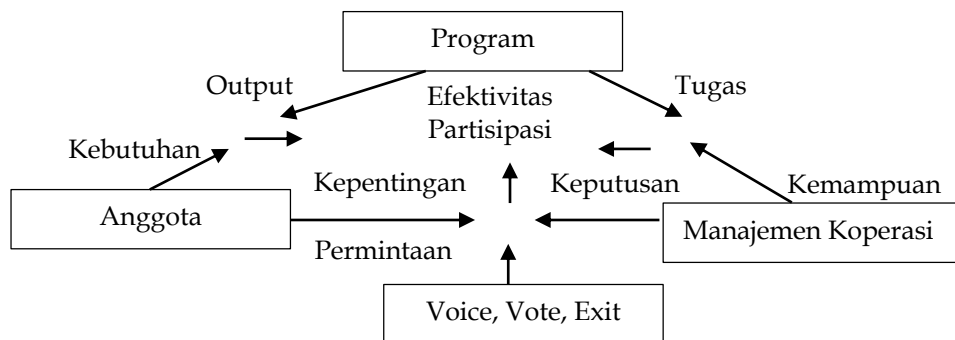 Program
Output
Tugas
Efektivitas
Partisipasi
Kebutuhan
Kepentingan
Keputusan
Kemampuan
Anggota
Manajemen Koperasi
Permintaan
Voice, Vote, Exit